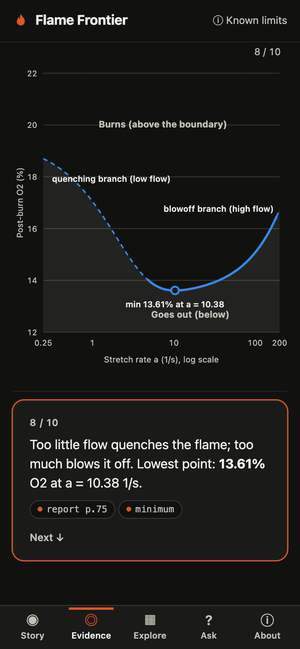 Flame Frontier
ⓘ Known limits
8 / 10
22
Burns (above the boundary)
20
quenching branch (low flow)
18
blowoff branch (high flow)
16
14
min 13.61% at a = 10.38
Goes out (below)
12
Post-burn O2 (%)
0.25 1 10 100 200
Stretch rate a (1/s), log scale
8 / 10
Too little flow quenches the flame; too
much blows it off. Lowest point: 13.61%
O2 at a = 10.38 1/s.
report p.75 minimum
Next ↓
Story Evidence Explore Ask About